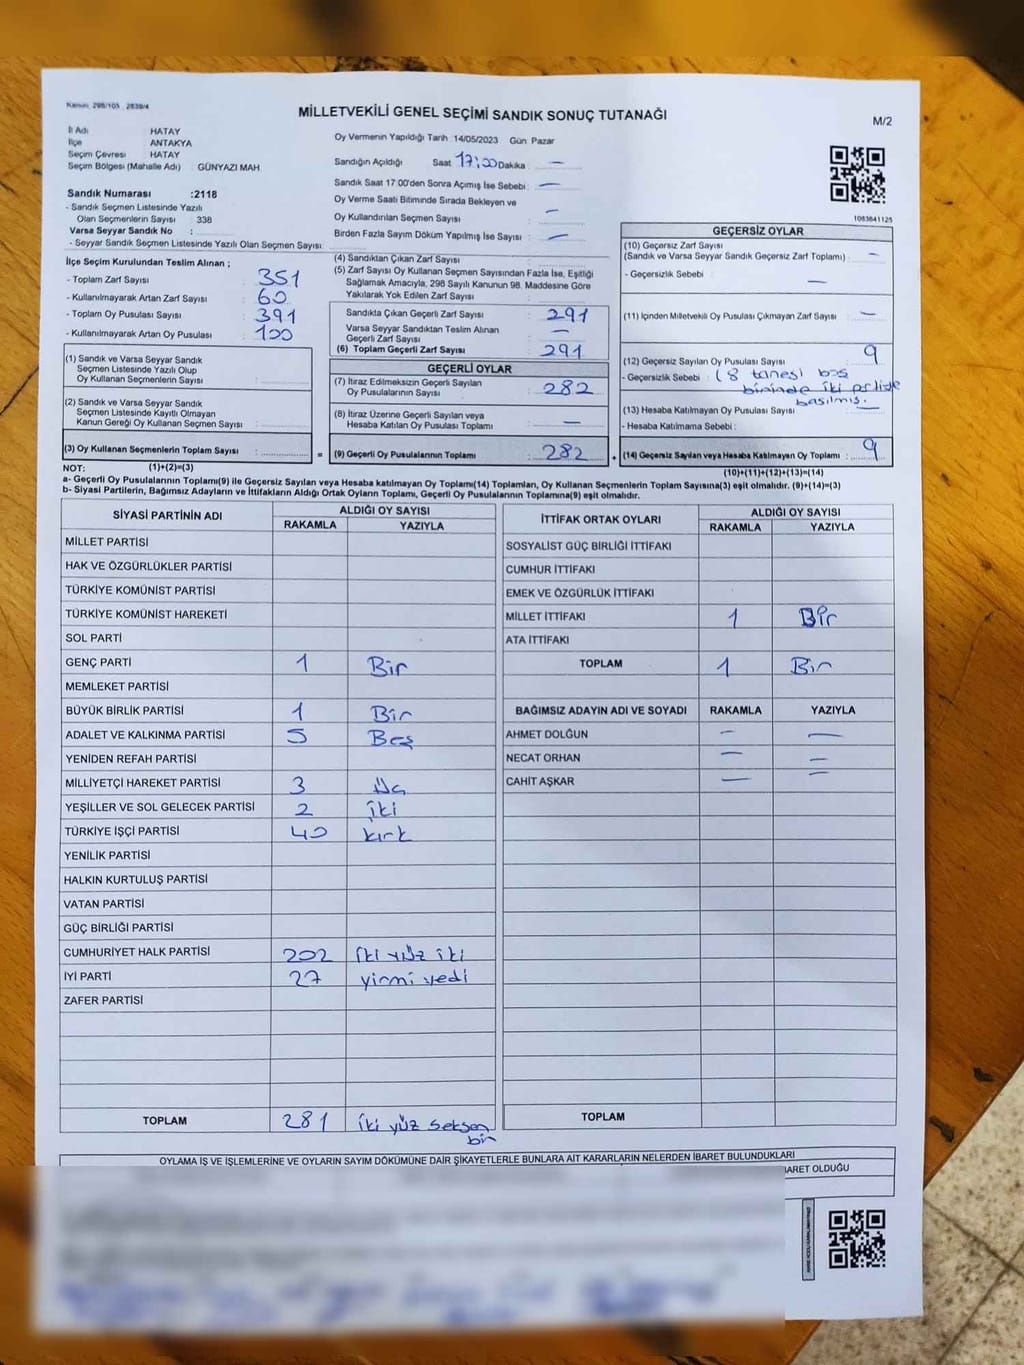 Kanun: 298/105 , 2839/4
MİLLETVEKİLİ GENEL SEÇİMİ SANDIK SONUÇ TUTANAĞI
M/2
İl Adı HATAY
İlçe ANTAKYA
Seçim Çevresi HATAY
Seçim Bölgesi (Mahalle Adı) : GÜNYAZI MAH
Sandık Numarası :2118
- Sandık Seçmen Listesinde Yazılı
Olan Seçmenlerin Sayısı : 338
Varsa Seyyar Sandık No :
- Seyyar Sandık Seçmen Listesinde Yazılı Olan Seçmen Sayısı:
Oy Vermenin Yapıldığı Tarih :14/05/2023 Gün: Pazar
Sandığın Açıldığı Saat 17:00 Dakika : —
Sandık Saat 17:00'den Sonra Açımış İse Sebebi : —
Oy Verme Saati Bitiminde Sırada Bekleyen ve
Oy Kullandırılan Seçmen Sayısı : —
Birden Fazla Sayım Döküm Yapılmış İse Sayısı : —
1083841125
İlçe Seçim Kurulundan Teslim Alınan ;
- Toplam Zarf Sayısı : 351
- Kullanılmayarak Artan Zarf Sayısı : 60
- Toplam Oy Pusulası Sayısı : 391
- Kullanılmayarak Artan Oy Pusulası : 100
(1) Sandık ve Varsa Seyyar Sandık
Seçmen Listesinde Yazılı Olup
Oy Kullanan Seçmenlerin Sayısı :
(2) Sandık ve Varsa Seyyar Sandık
Seçmen Listesinde Kayıtlı Olmayan
Kanun Gereği Oy Kullanan Seçmen Sayısı :
(3) Oy Kullanan Seçmenlerin Toplam Sayısı :
(4) Sandıktan Çıkan Zarf Sayısı :
(5) Zarf Sayısı Oy Kullanan Seçmen Sayısından Fazla İse, Eşitliği
Sağlamak Amacıyla, 298 Sayılı Kanunun 98. Maddesine Göre
Yakılarak Yok Edilen Zarf Sayısı :
Sandıkta Çıkan Geçerli Zarf Sayısı : 291
Varsa Seyyar Sandıktan Teslim Alınan
Geçerli Zarf Sayısı : —
(6) Toplam Geçerli Zarf Sayısı : 291
GEÇERLİ OYLAR
(7) İtiraz Edilmeksizin Geçerli Sayılan
Oy Pusulalarının Sayısı : 282
(8) İtiraz Üzerine Geçerli Sayılan veya
Hesaba Katılan Oy Pusulası Toplamı : —
= (9) Geçerli Oy Pusulalarının Toplamı : 282
GEÇERSİZ OYLAR
(10) Geçersiz Zarf Sayısı
(Sandık ve Varsa Seyyar Sandık Geçersiz Zarf Toplamı) : —
- Geçersizlik Sebebi : —
(11) İçinden Milletvekili Oy Pusulası Çıkmayan Zarf Sayısı : —
(12) Geçersiz Sayılan Oy Pusulası Sayısı : 9
- Geçersizlik Sebebi : (8 tanesi boş
birinde iki
basılmış.
(13) Hesaba Katılmayan Oy Pusulası Sayısı : —
- Hesaba Katılmama Sebebi :
+ (14) Geçersiz Sayılan veya Hesaba Katılmayan Oy Toplamı : 9
NOT: (1)+(2)=(3)
(10)+(11)+(12)+(13)=(14)
a- Geçerli Oy Pusulalarının Toplamı(9) ile Geçersiz Sayılan veya Hesaba Katılmayan Oy Toplamı(14) Toplamları, Oy Kullanan Seçmenlerin Toplam Sayısına(3) eşit olmalıdır. (9)+(14)=(3)
b- Siyasi Partilerin, Bağımsız Adayların ve İttifakların Aldığı Ortak Oyların Toplamı, Geçerli Oy Pusulalarının Toplamına(9) eşit olmalıdır.
SİYASİ PARTİNİN ADI ALDIĞI OY SAYISI
RAKAMLA YAZIYLA
MİLLET PARTİSİ
HAK VE ÖZGÜRLÜKLER PARTİSİ
TÜRKİYE KOMÜNİST PARTİSİ
TÜRKİYE KOMÜNİST HAREKETİ
SOL PARTİ
GENÇ PARTİ 1 Bir
MEMLEKET PARTİSİ
BÜYÜK BİRLİK PARTİSİ 1 Bir
ADALET VE KALKINMA PARTİSİ 5 Beş
YENİDEN REFAH PARTİSİ
MİLLİYETÇİ HAREKET PARTİSİ 3 Üç
YEŞİLLER VE SOL GELECEK PARTİSİ 2 İki
TÜRKİYE İŞÇİ PARTİSİ 40 kırk
YENİLİK PARTİSİ
HALKIN KURTULUŞ PARTİSİ
VATAN PARTİSİ
GÜÇ BİRLİĞİ PARTİSİ
CUMHURİYET HALK PARTİSİ 202 İki yüz iki
İYİ PARTİ 27 yirmi yedi
ZAFER PARTİSİ
TOPLAM 281 iki yüz seksen
bir
İTTİFAK ORTAK OYLARI ALDIĞI OY SAYISI
RAKAMLA YAZIYLA
SOSYALİST GÜÇ BİRLİĞİ İTTİFAKI
CUMHUR İTTİFAKI
EMEK VE ÖZGÜRLÜK İTTİFAKI
MİLLET İTTİFAKI 1 Bir
ATA İTTİFAKI
TOPLAM 1 Bir
BAĞIMSIZ ADAYIN ADI VE SOYADI RAKAMLA YAZIYLA
AHMET DOLĞUN — —
NECAT ORHAN — —
CAHİT AŞKAR — —
TOPLAM
OYLAMA İŞ VE İŞLEMLERİNE VE OYLARIN SAYIM DÖKÜMÜNE DAİR ŞİKAYETLERLE BUNLARA AİT KARARLARIN NELERDEN İBARET BULUNDUKLARI
OLDUĞU